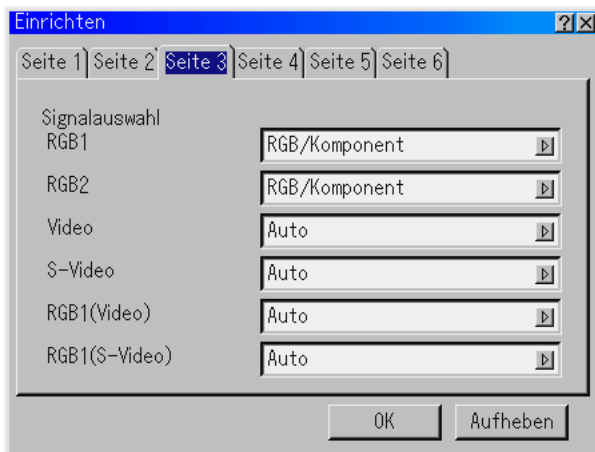 Einrichten
Seite 1 Seite 2 Seite 3 Seite 4 Seite 5 Seite 6
Signalauswahl
RGB1 RGB/Komponent
RGB2 RGB/Komponent
Video Auto
S-Video Auto
RGB1(Video) Auto
RGB1(S-Video) Auto
OK Aufheben